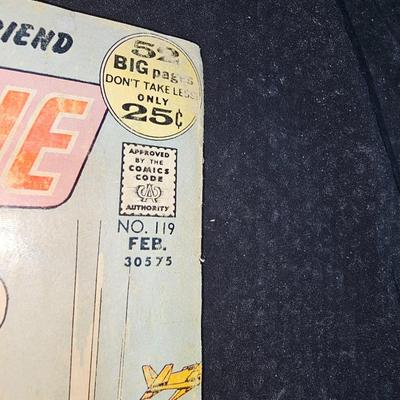 RIEND
52
BIG pages
DON'T TAKE LESS
ONLY
25¢
NE
APPROVED
BY THE
COMICS
CODE
AUTHORITY
NO. 119
FEB.
30575